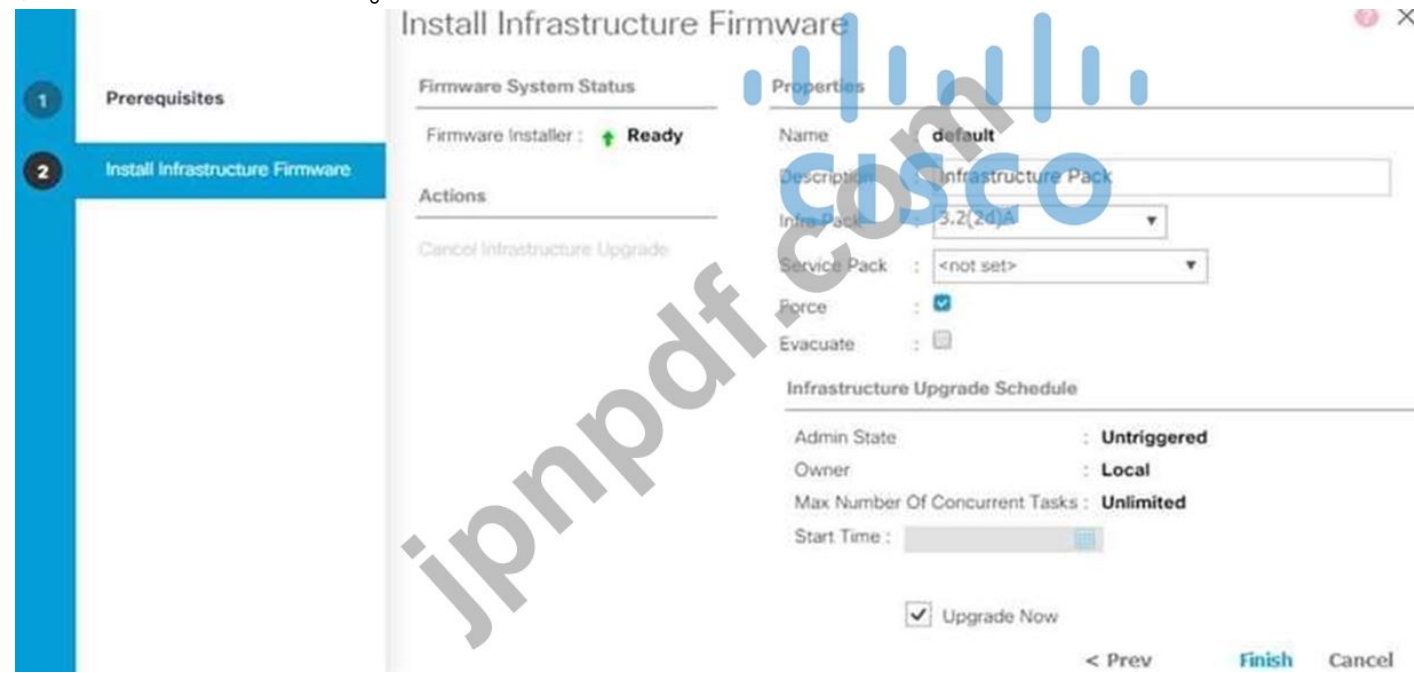 Install Infrastructure Firmware
?
1 Prerequisites
2 Install Infrastructure Firmware
Firmware System Status
Firmware Installer : Ready
Actions
Cancel Infrastructure Upgrade
Properties
Name : default
Description : Infrastructure Pack
Infra Pack : 3.2(2d)A
Service Pack : <not set>
Force :
Evacuate :
Infrastructure Upgrade Schedule
Admin State : Untriggered
Owner : Local
Max Number Of Concurrent Tasks : Unlimited
Start Time :
Upgrade Now
< Prev Finish Cancel
CISCO
jpnpdf.com